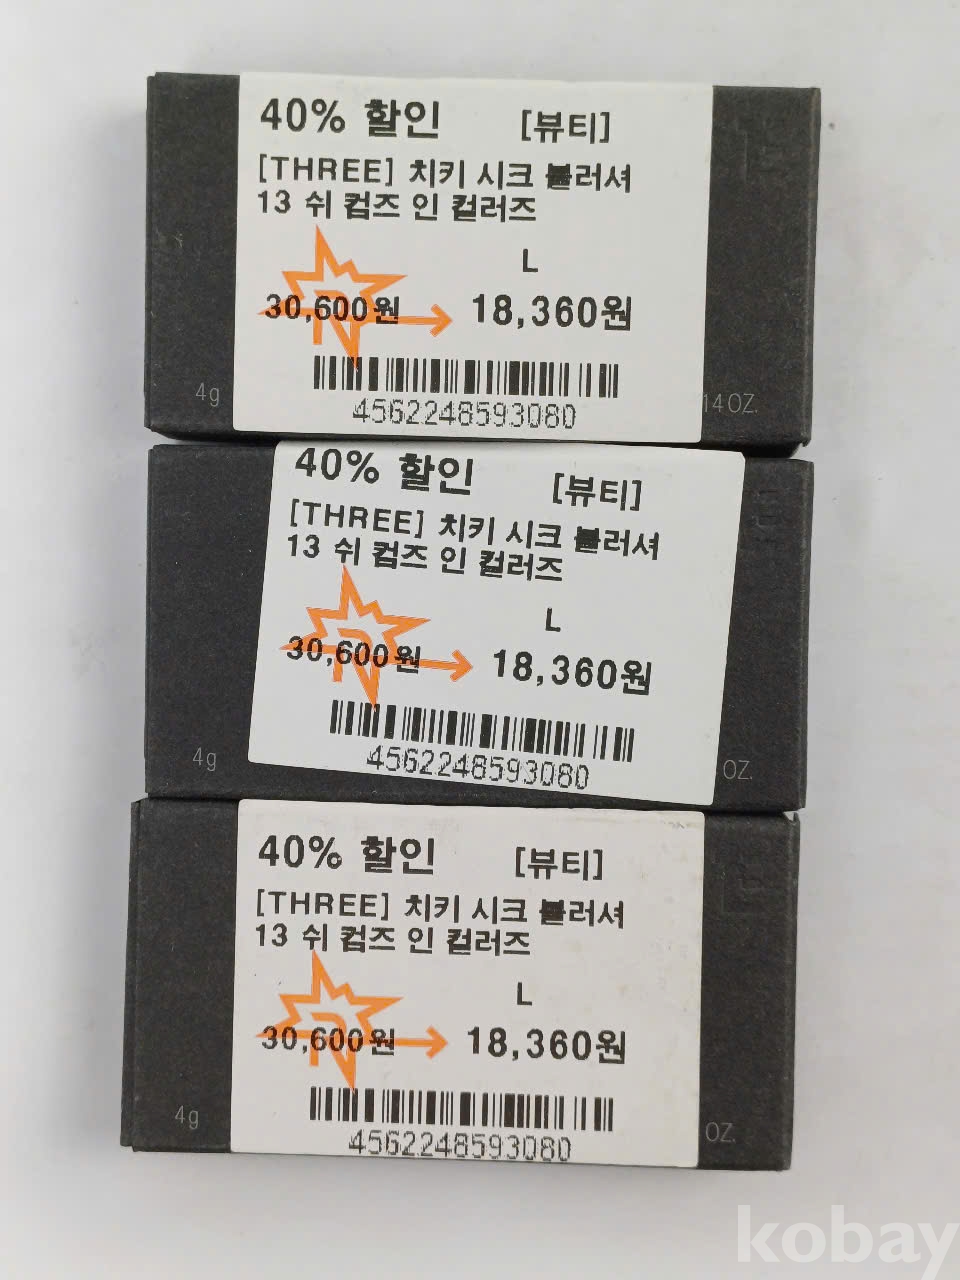 40% 할인 [뷰티]
[THREE] 치키 시크 블러셔
13 쉬 컴즈 인 컬러즈
L
30,600원 18,360원
4562248593080
4g 14OZ.
40% 할인 [뷰티]
[THREE] 치키 시크 블러셔
13 쉬 컴즈 인 컬러즈
L
30,600원 18,360원
4562248593080
4g OZ.
40% 할인 [뷰티]
[THREE] 치키 시크 블러셔
13 쉬 컴즈 인 컬러즈
L
30,600원 18,360원
4562248593080
4g OZ.
kobay